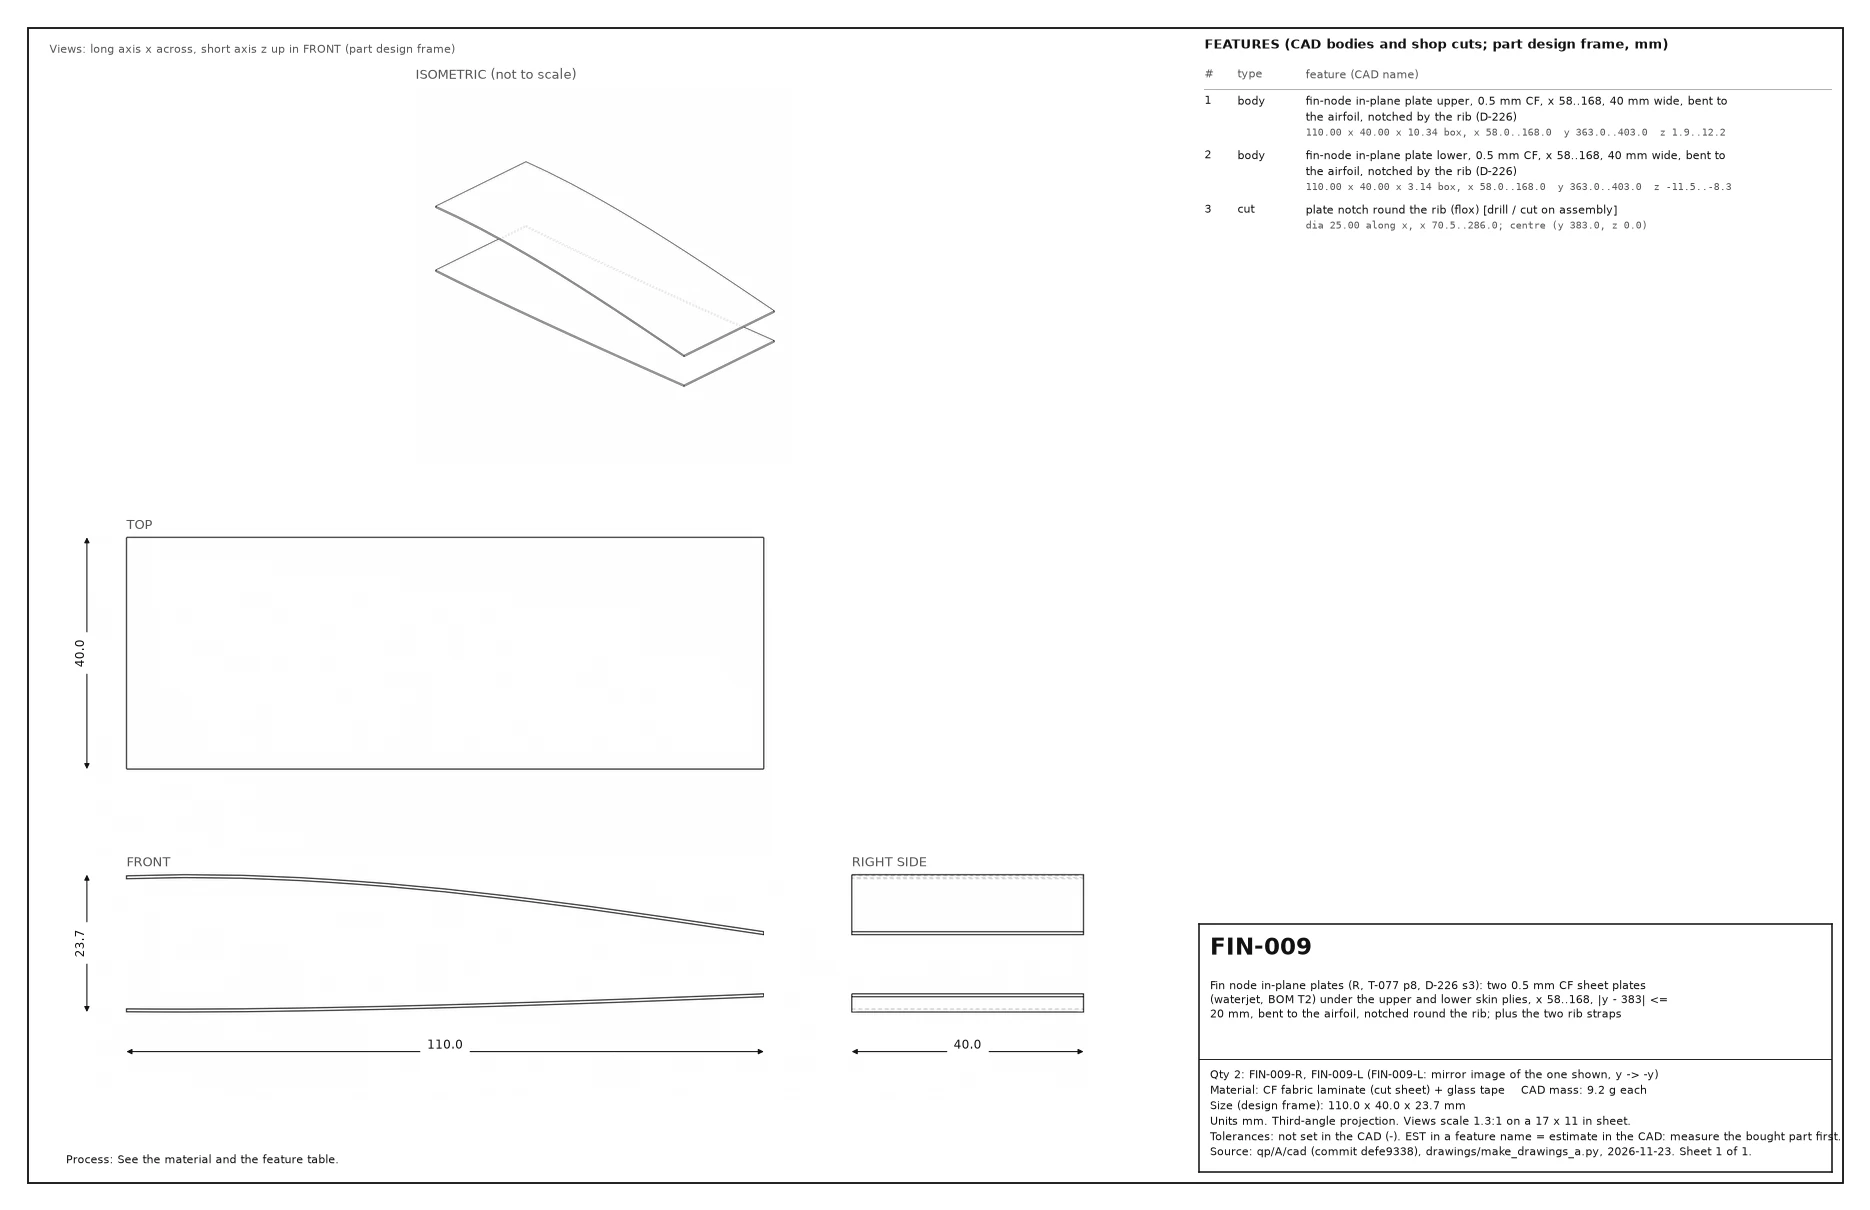 Views: long axis x across, short axis z up in FRONT (part design frame)
ISOMETRIC (not to scale)
TOP
40.0
FRONT
23.7
110.0
RIGHT SIDE
40.0
Process: See the material and the feature table.
FEATURES (CAD bodies and shop cuts; part design frame, mm)
# type feature (CAD name)
1 body fin-node in-plane plate upper, 0.5 mm CF, x 58..168, 40 mm wide, bent to
the airfoil, notched by the rib (D-226)
110.00 x 40.00 x 10.34 box, x 58.0..168.0 y 363.0..403.0 z 1.9..12.2
2 body fin-node in-plane plate lower, 0.5 mm CF, x 58..168, 40 mm wide, bent to
the airfoil, notched by the rib (D-226)
110.00 x 40.00 x 3.14 box, x 58.0..168.0 y 363.0..403.0 z -11.5..-8.3
3 cut plate notch round the rib (flox) [drill / cut on assembly]
dia 25.00 along x, x 70.5..286.0; centre (y 383.0, z 0.0)
FIN-009
Fin node in-plane plates (R, T-077 p8, D-226 s3): two 0.5 mm CF sheet plates
(waterjet, BOM T2) under the upper and lower skin plies, x 58..168, |y - 383| <=
20 mm, bent to the airfoil, notched round the rib; plus the two rib straps
Qty 2: FIN-009-R, FIN-009-L (FIN-009-L: mirror image of the one shown, y -> -y)
Material: CF fabric laminate (cut sheet) + glass tape CAD mass: 9.2 g each
Size (design frame): 110.0 x 40.0 x 23.7 mm
Units mm. Third-angle projection. Views scale 1.3:1 on a 17 x 11 in sheet.
Tolerances: not set in the CAD (-). EST in a feature name = estimate in the CAD: measure the bought part first.
Source: qp/A/cad (commit defe9338), drawings/make_drawings_a.py, 2026-11-23. Sheet 1 of 1.